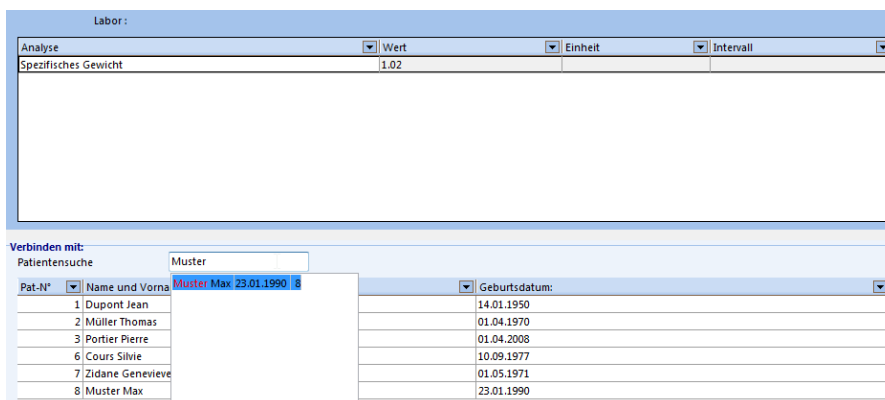 Labor :
Analyse Wert Einheit Intervall
Spezifisches Gewicht 1.02
Verbinden mit:
Patientensuche Muster
Muster Max 23.01.1990 8
Pat-N° Name und Vorna Geburtsdatum:
1 Dupont Jean 14.01.1950
2 Müller Thomas 01.04.1970
3 Portier Pierre 01.04.2008
6 Cours Silvie 10.09.1977
7 Zidane Genevieve 01.05.1971
8 Muster Max 23.01.1990